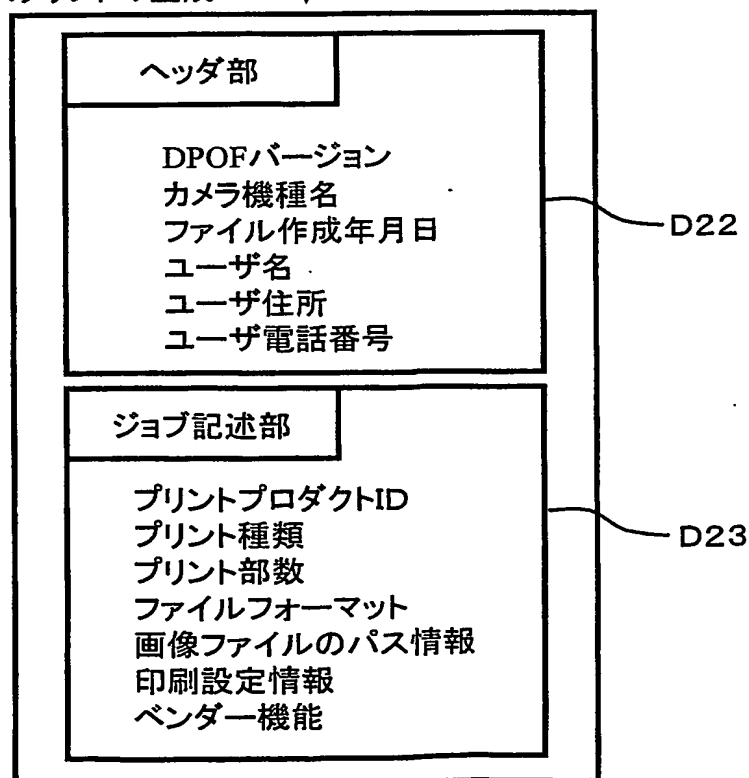 ヘッダ部
DPOFバージョン
カメラ機種名
ファイル作成年月日
ユーザ名
ユーザ住所
ユーザ電話番号
D22
ジョブ記述部
プリントプロダクトID
プリント種類
プリント部数
ファイルフォーマット
画像ファイルのパス情報
印刷設定情報
ベンダー機能
D23